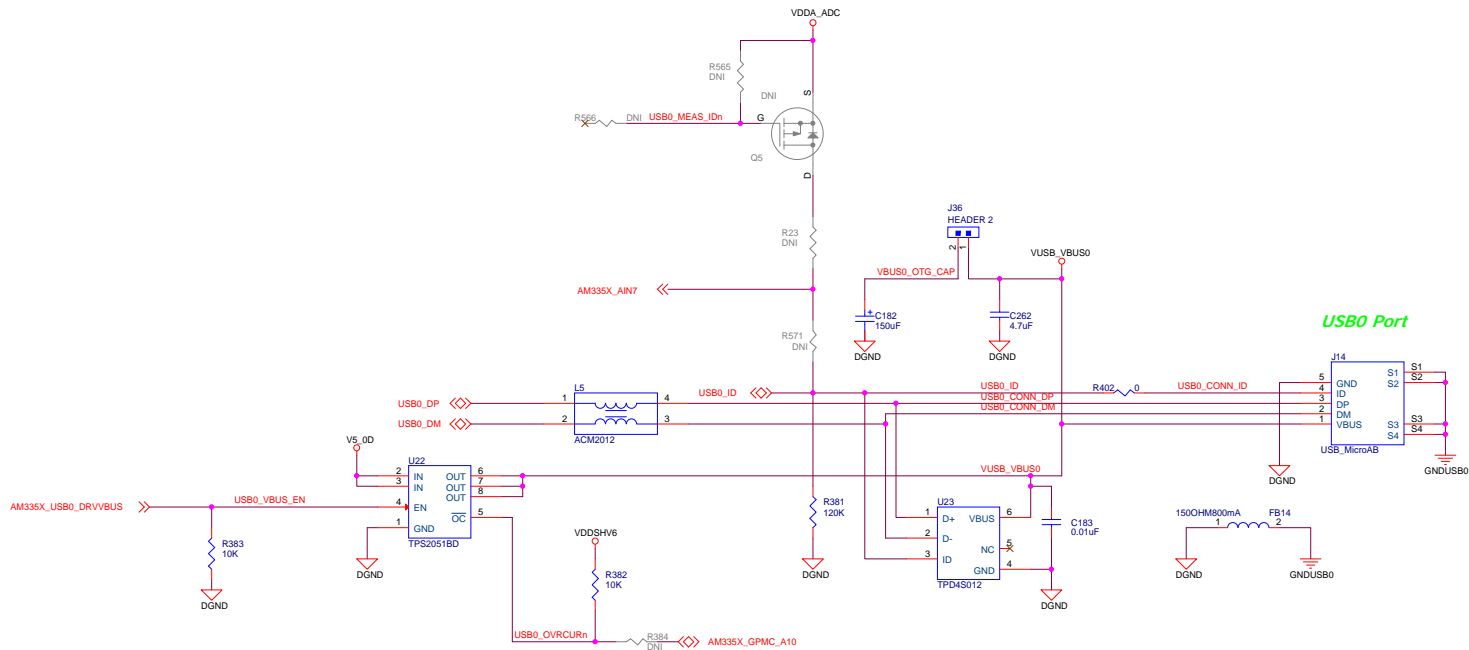 VDDA_ADC
R565
DNI
DNI
S
R566
DNI
USB0_MEAS_IDn
G
Q5
D
R23
DNI
AM335X_AIN7
R571
DNI
J36
HEADER 2
2
1
VBUS0_OTG_CAP
C182
150uF
+
DGND
C262
4.7uF
DGND
VUSB_VBUS0
USB0 Port
J14
5
4
3
2
1
GND
ID
DP
DM
VBUS
S1
S2
S3
S4
S1
S2
S3
S4
USB_MicroAB
GNDUSB0
DGND
USB0_DP
USB0_DM
L5
1
2
4
3
ACM2012
USB0_ID
USB0_ID
R402
0
USB0_CONN_ID
USB0_CONN_DP
USB0_CONN_DM
V5_0D
U22
2
3
4
1
IN
IN
EN
GND
OUT
OUT
OUT
OC
6
7
8
5
TPS2051BD
AM335X_USB0_DRVVBUS
USB0_VBUS_EN
R383
10K
DGND
DGND
VDDSHV6
R382
10K
USB0_OVRCURn
R384
DNI
AM335X_GPMC_A10
R381
120K
DGND
VUSB_VBUS0
U23
1
2
3
D+
D-
ID
VBUS
NC
GND
6
5
4
TPD4S012
C183
0.01uF
DGND
150OHM800mA
FB14
1
2
DGND
GNDUSB0